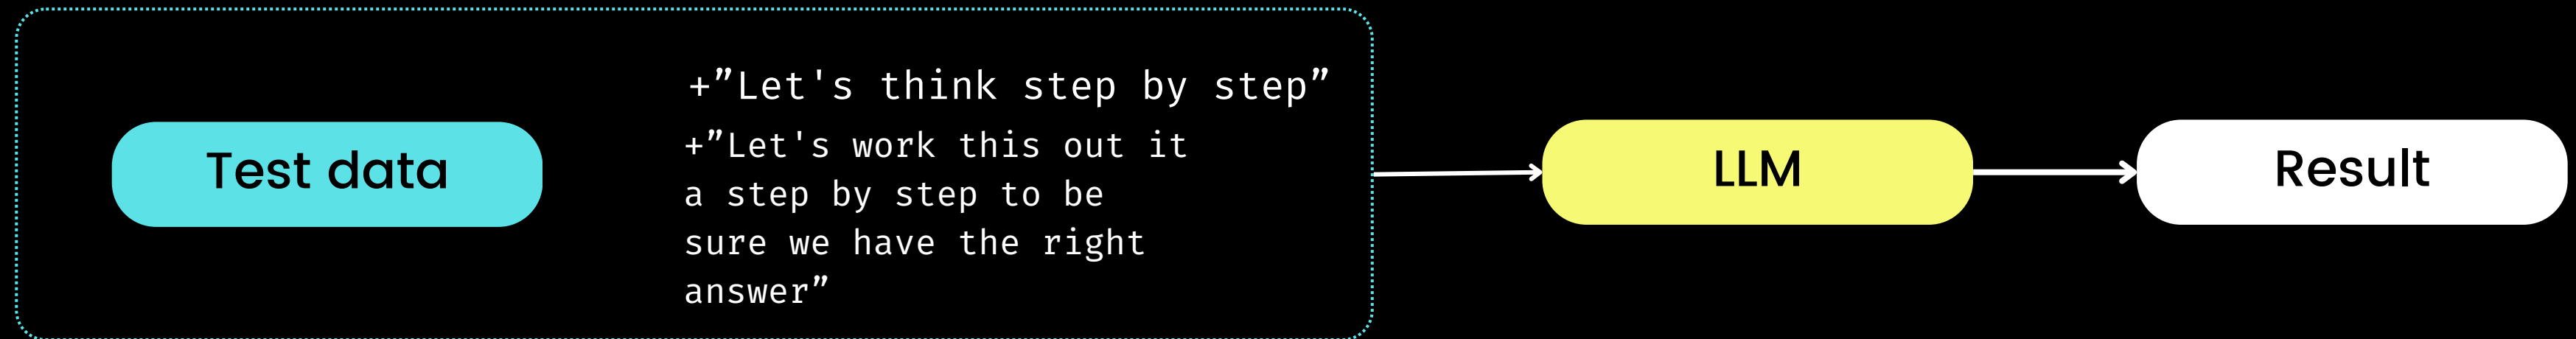 Test data
+”Let's think step by step”
+”Let's work this out it
a step by step to be
sure we have the right
answer”
LLM
Result